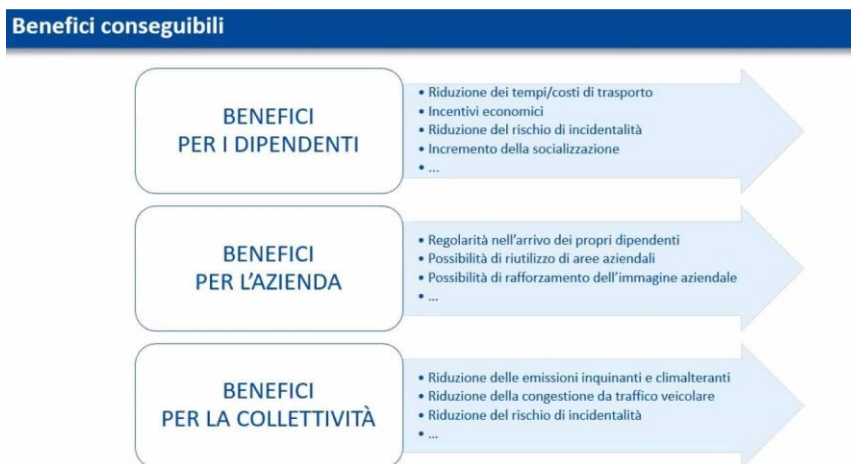 Benefici conseguibili
BENEFICI
PER I DIPENDENTI
• Riduzione dei tempi/costi di trasporto
• Incentivi economici
• Riduzione del rischio di incidentalità
• Incremento della socializzazione
• ...
BENEFICI
PER L'AZIENDA
• Regolarità nell'arrivo dei propri dipendenti
• Possibilità di riutilizzo di aree aziendali
• Possibilità di rafforzamento dell'immagine aziendale
• ...
BENEFICI
PER LA COLLETTIVITÀ
• Riduzione delle emissioni inquinanti e climalteranti
• Riduzione della congestione da traffico veicolare
• Riduzione del rischio di incidentalità
• ...